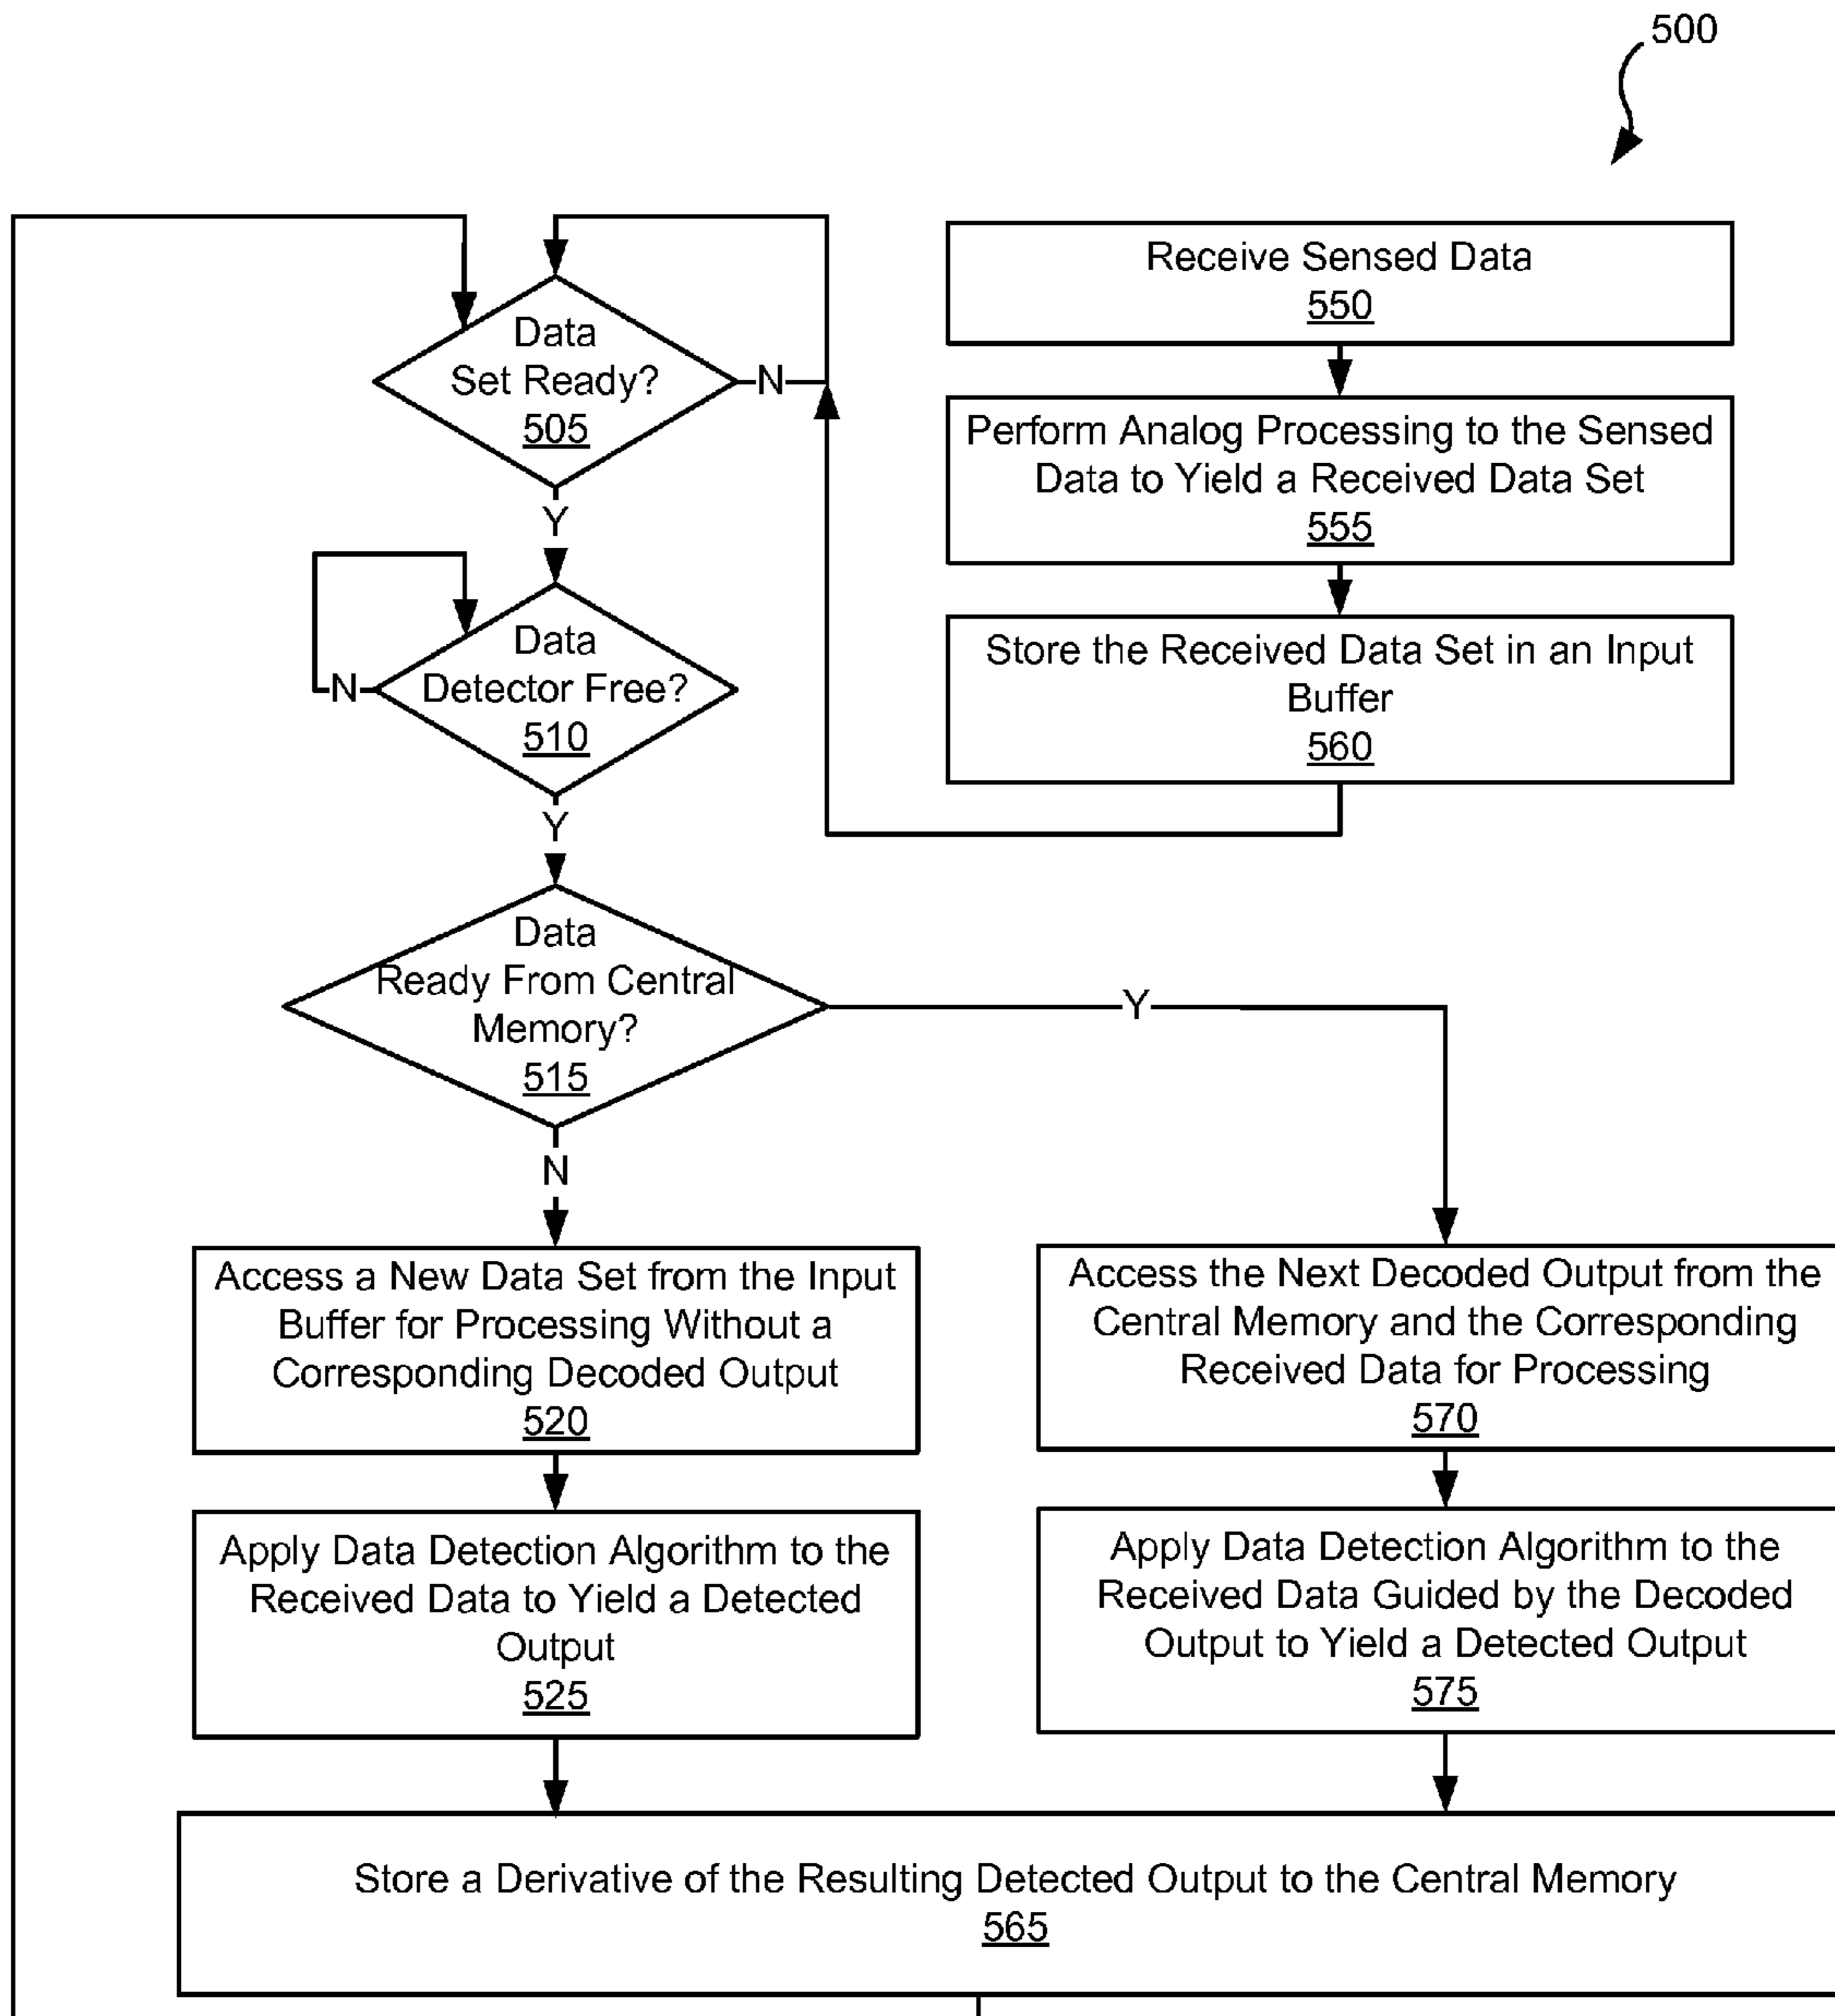 500
Data
Set Ready?
505
N
Y
Receive Sensed Data
550
Perform Analog Processing to the Sensed
Data to Yield a Received Data Set
555
Store the Received Data Set in an Input
Buffer
560
Data
Detector Free?
510
N
Y
Data
Ready From Central
Memory?
515
Y
N
Access a New Data Set from the Input
Buffer for Processing Without a
Corresponding Decoded Output
520
Access the Next Decoded Output from the
Central Memory and the Corresponding
Received Data for Processing
570
Apply Data Detection Algorithm to the
Received Data to Yield a Detected
Output
525
Apply Data Detection Algorithm to the
Received Data Guided by the Decoded
Output to Yield a Detected Output
575
Store a Derivative of the Resulting Detected Output to the Central Memory
565